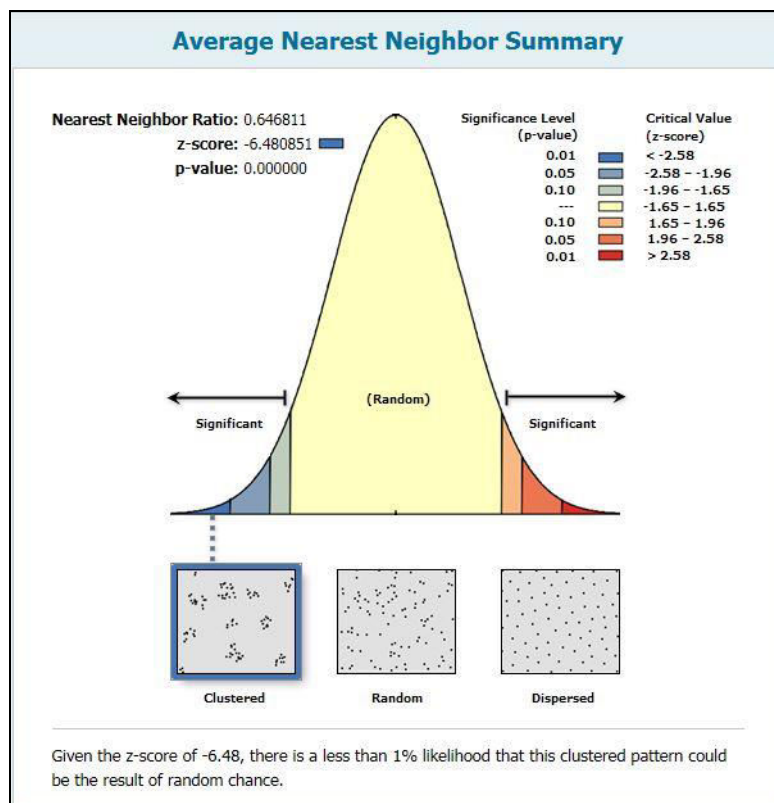 Average Nearest Neighbor Summary
Nearest Neighbor Ratio: 0.646811
z-score: -6.480851
p-value: 0.000000
Significance Level (p-value)
Critical Value (z-score)
0.01 < -2.58
0.05 -2.58 – -1.96
0.10 -1.96 – -1.65
--- -1.65 – 1.65
0.10 1.65 – 1.96
0.05 1.96 – 2.58
0.01 > 2.58
Significant
(Random)
Significant
Clustered
Random
Dispersed
Given the z-score of -6.48, there is a less than 1% likelihood that this clustered pattern could
be the result of random chance.